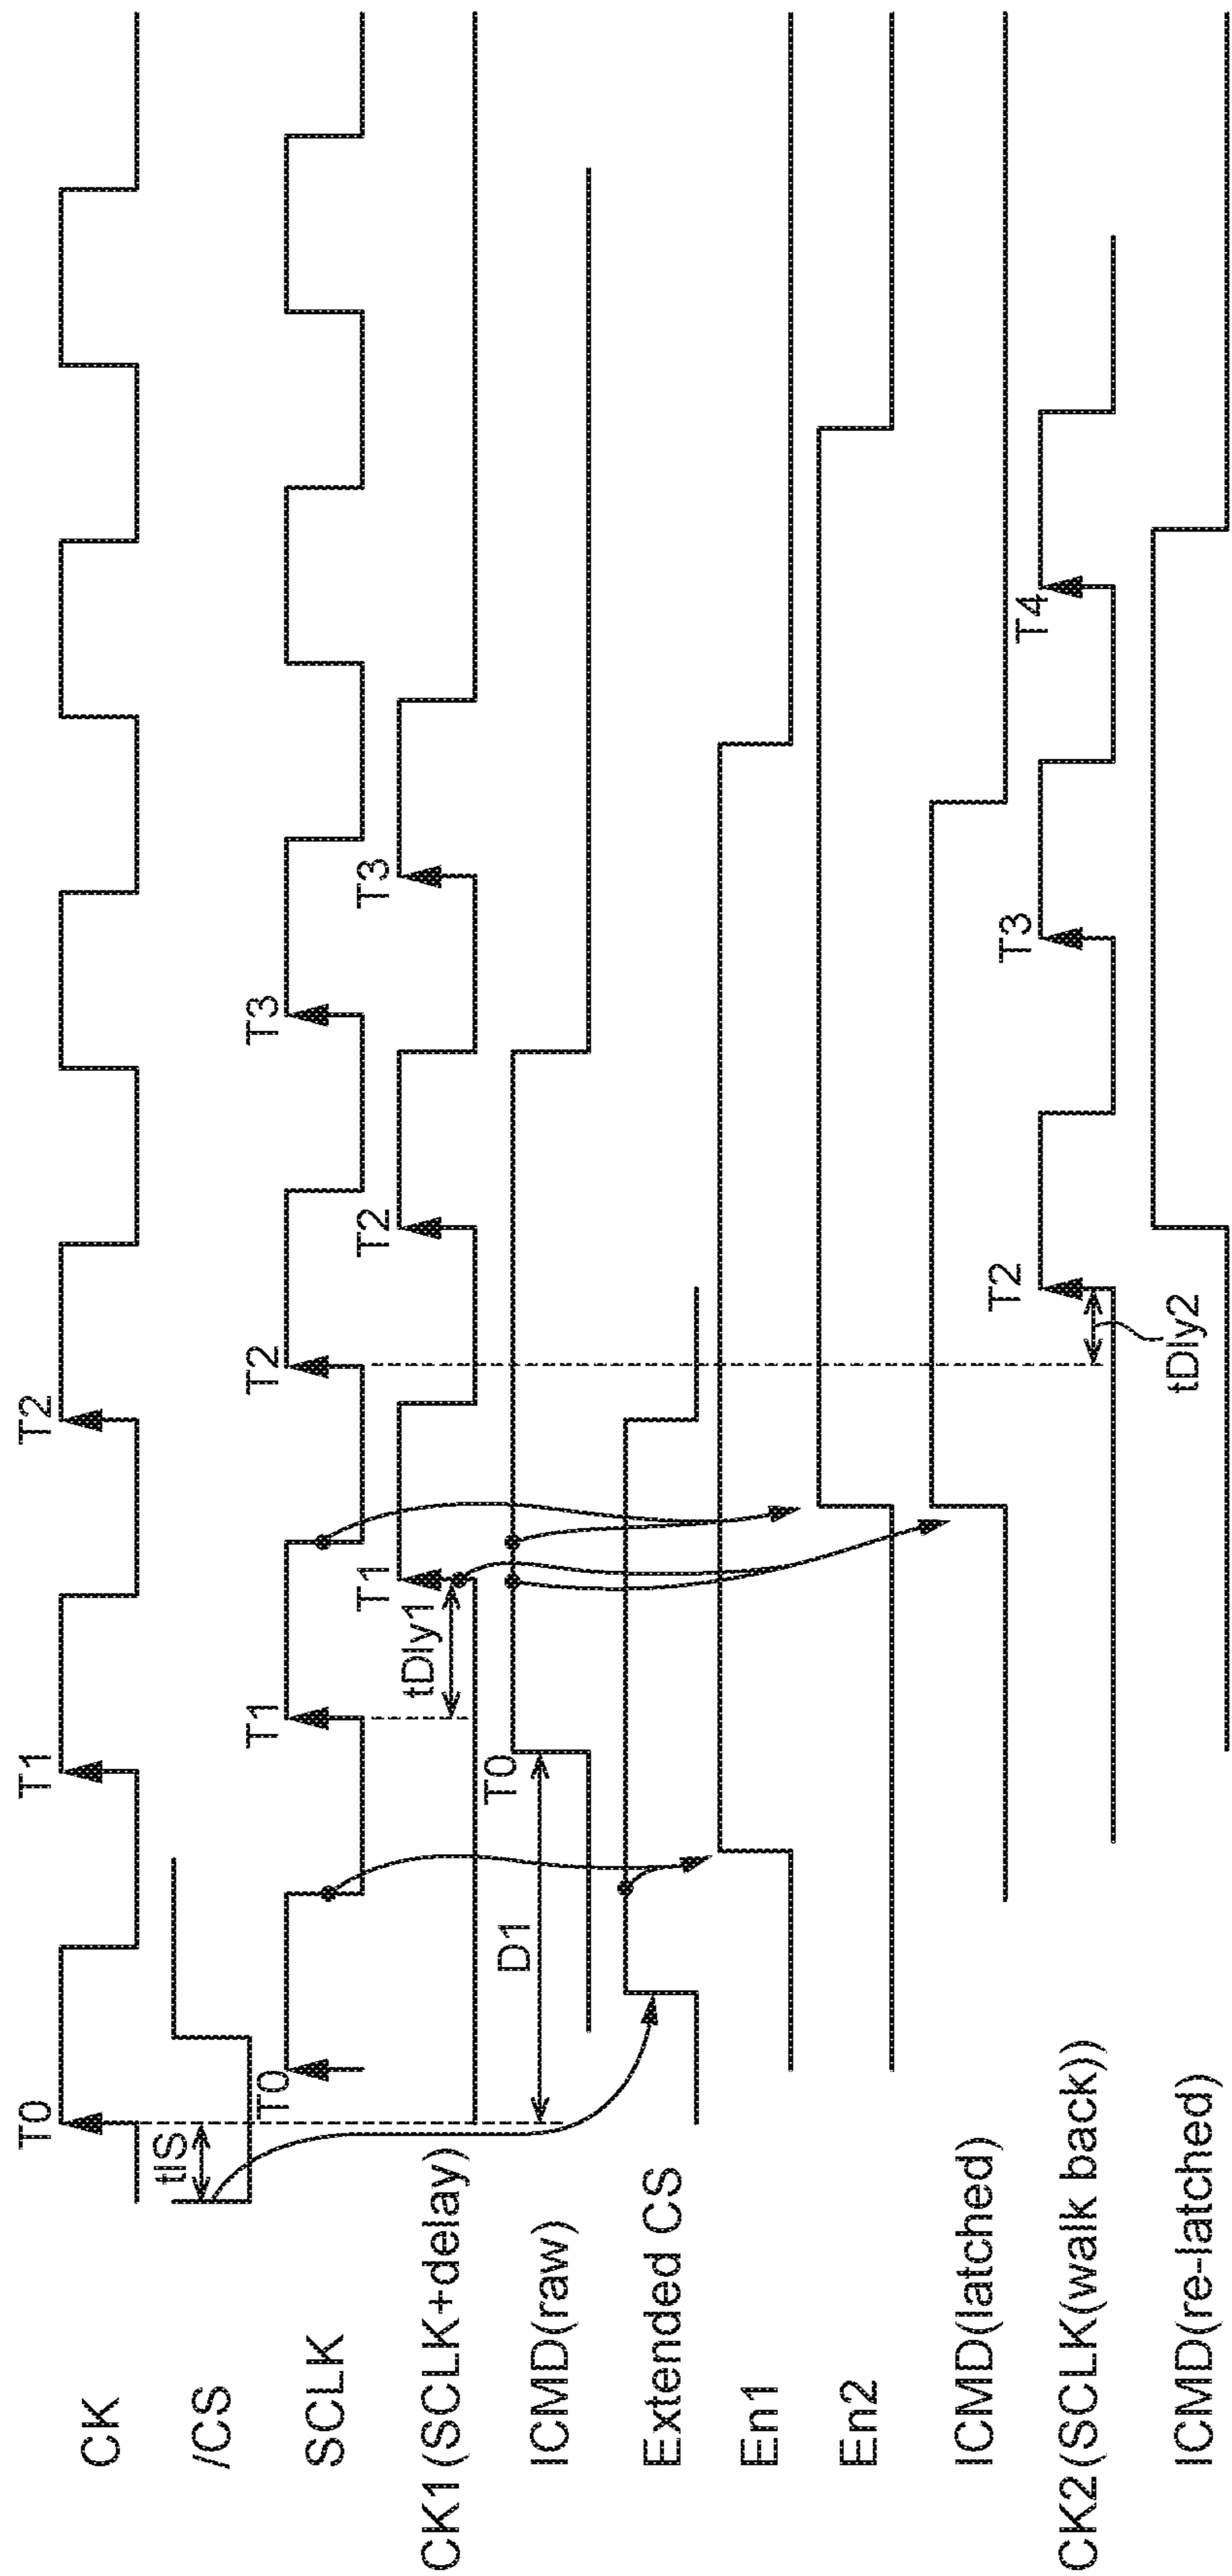 CK
T0
T1
T2
/CS
tIS
SCLK
T0
T1
T2
T3
CK1 (SCLK+delay)
tDly1
T1
T2
T3
ICMD(raw)
D1
T0
Extended CS
En1
En2
ICMD(latched)
CK2 (SCLK(walk back))
T2
T3
T4
tDly2
ICMD(re-latched)